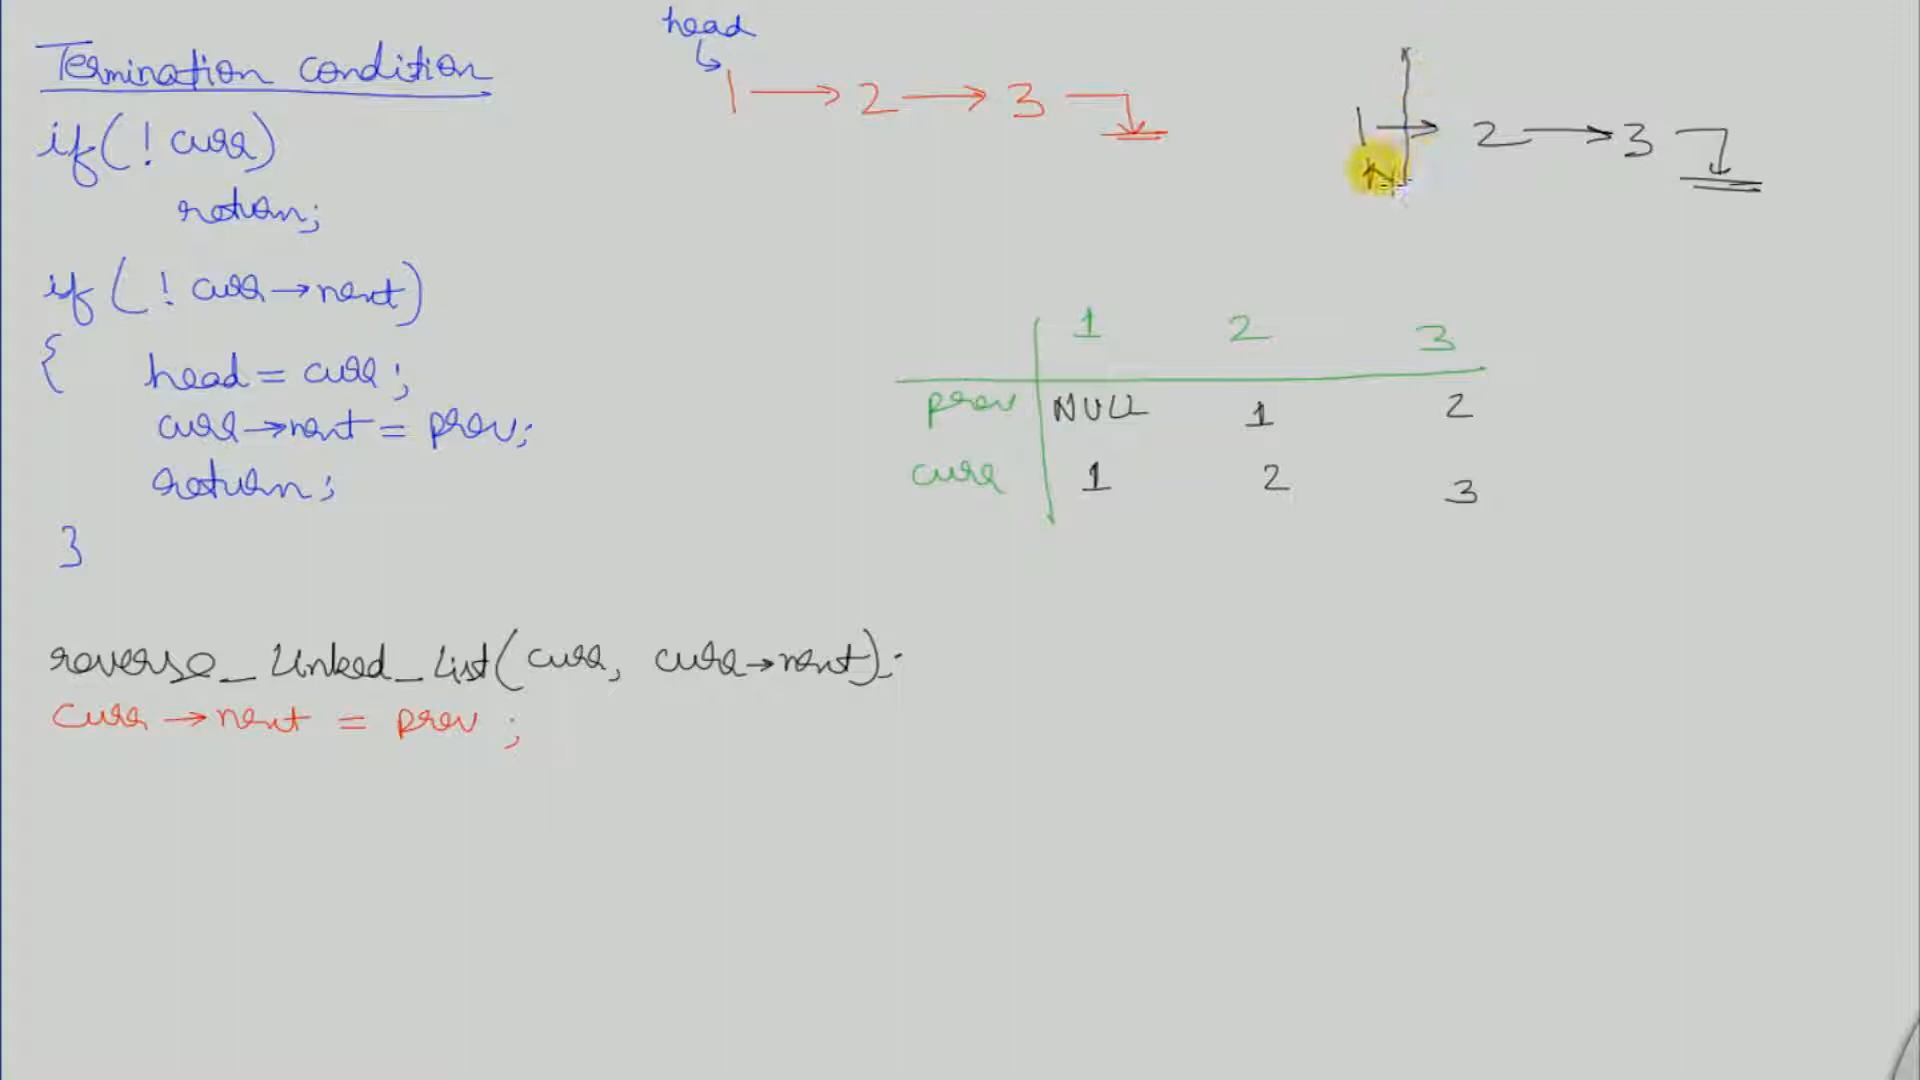 Termination condition
if(! curr)
return;
if(! curr→next)
{ head = curr;
curr→next = prev;
return;
}
reverse_Linked_List(curr, curr→next);
curr→next = prev;
head
1→2→3
1→2→3
1 2 3
prev NULL 1 2
curr 1 2 3